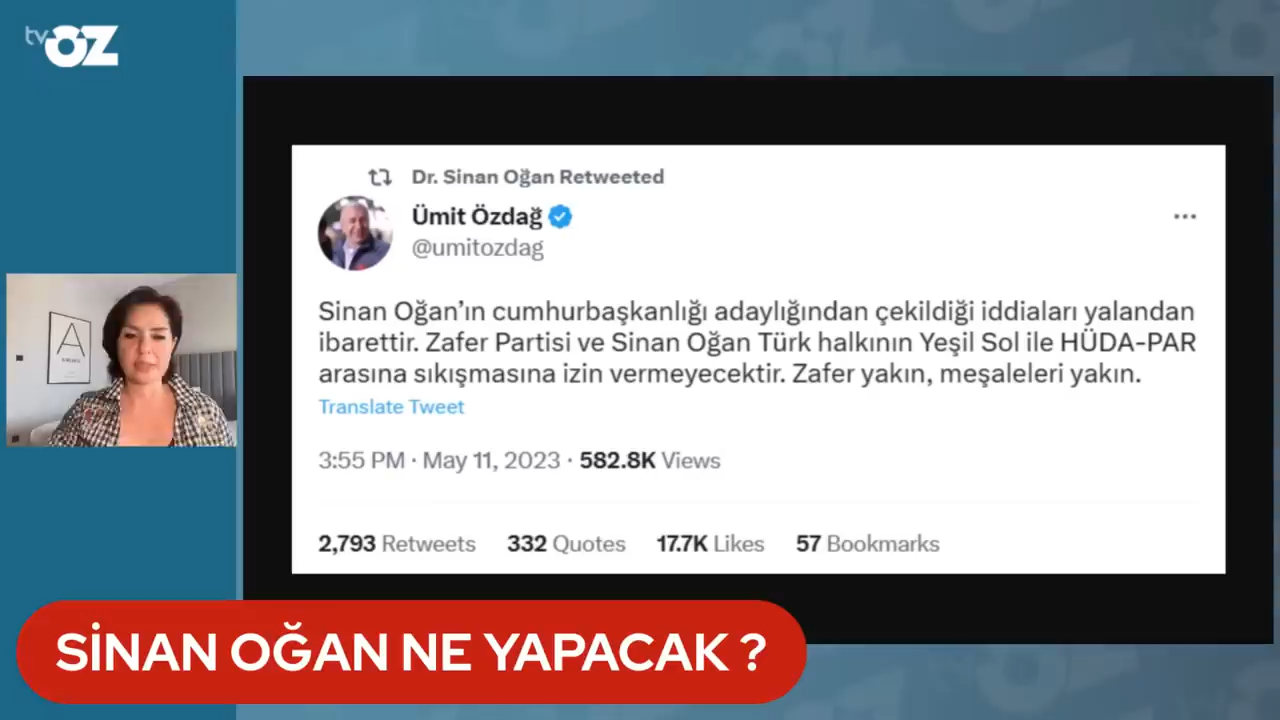 tv ÖZ
Dr. Sinan Oğan Retweeted
Ümit Özdağ
@umitozdag
Sinan Oğan’ın cumhurbaşkanlığı adaylığından çekildiği iddiaları yalandan
ibarettir. Zafer Partisi ve Sinan Oğan Türk halkının Yeşil Sol ile HÜDA-PAR
arasına sıkışmasına izin vermeyecektir. Zafer yakın, meşaleleri yakın.
Translate Tweet
3:55 PM · May 11, 2023 · 582.8K Views
2,793 Retweets 332 Quotes 17.7K Likes 57 Bookmarks
A
SİNAN OĞAN NE YAPACAK ?